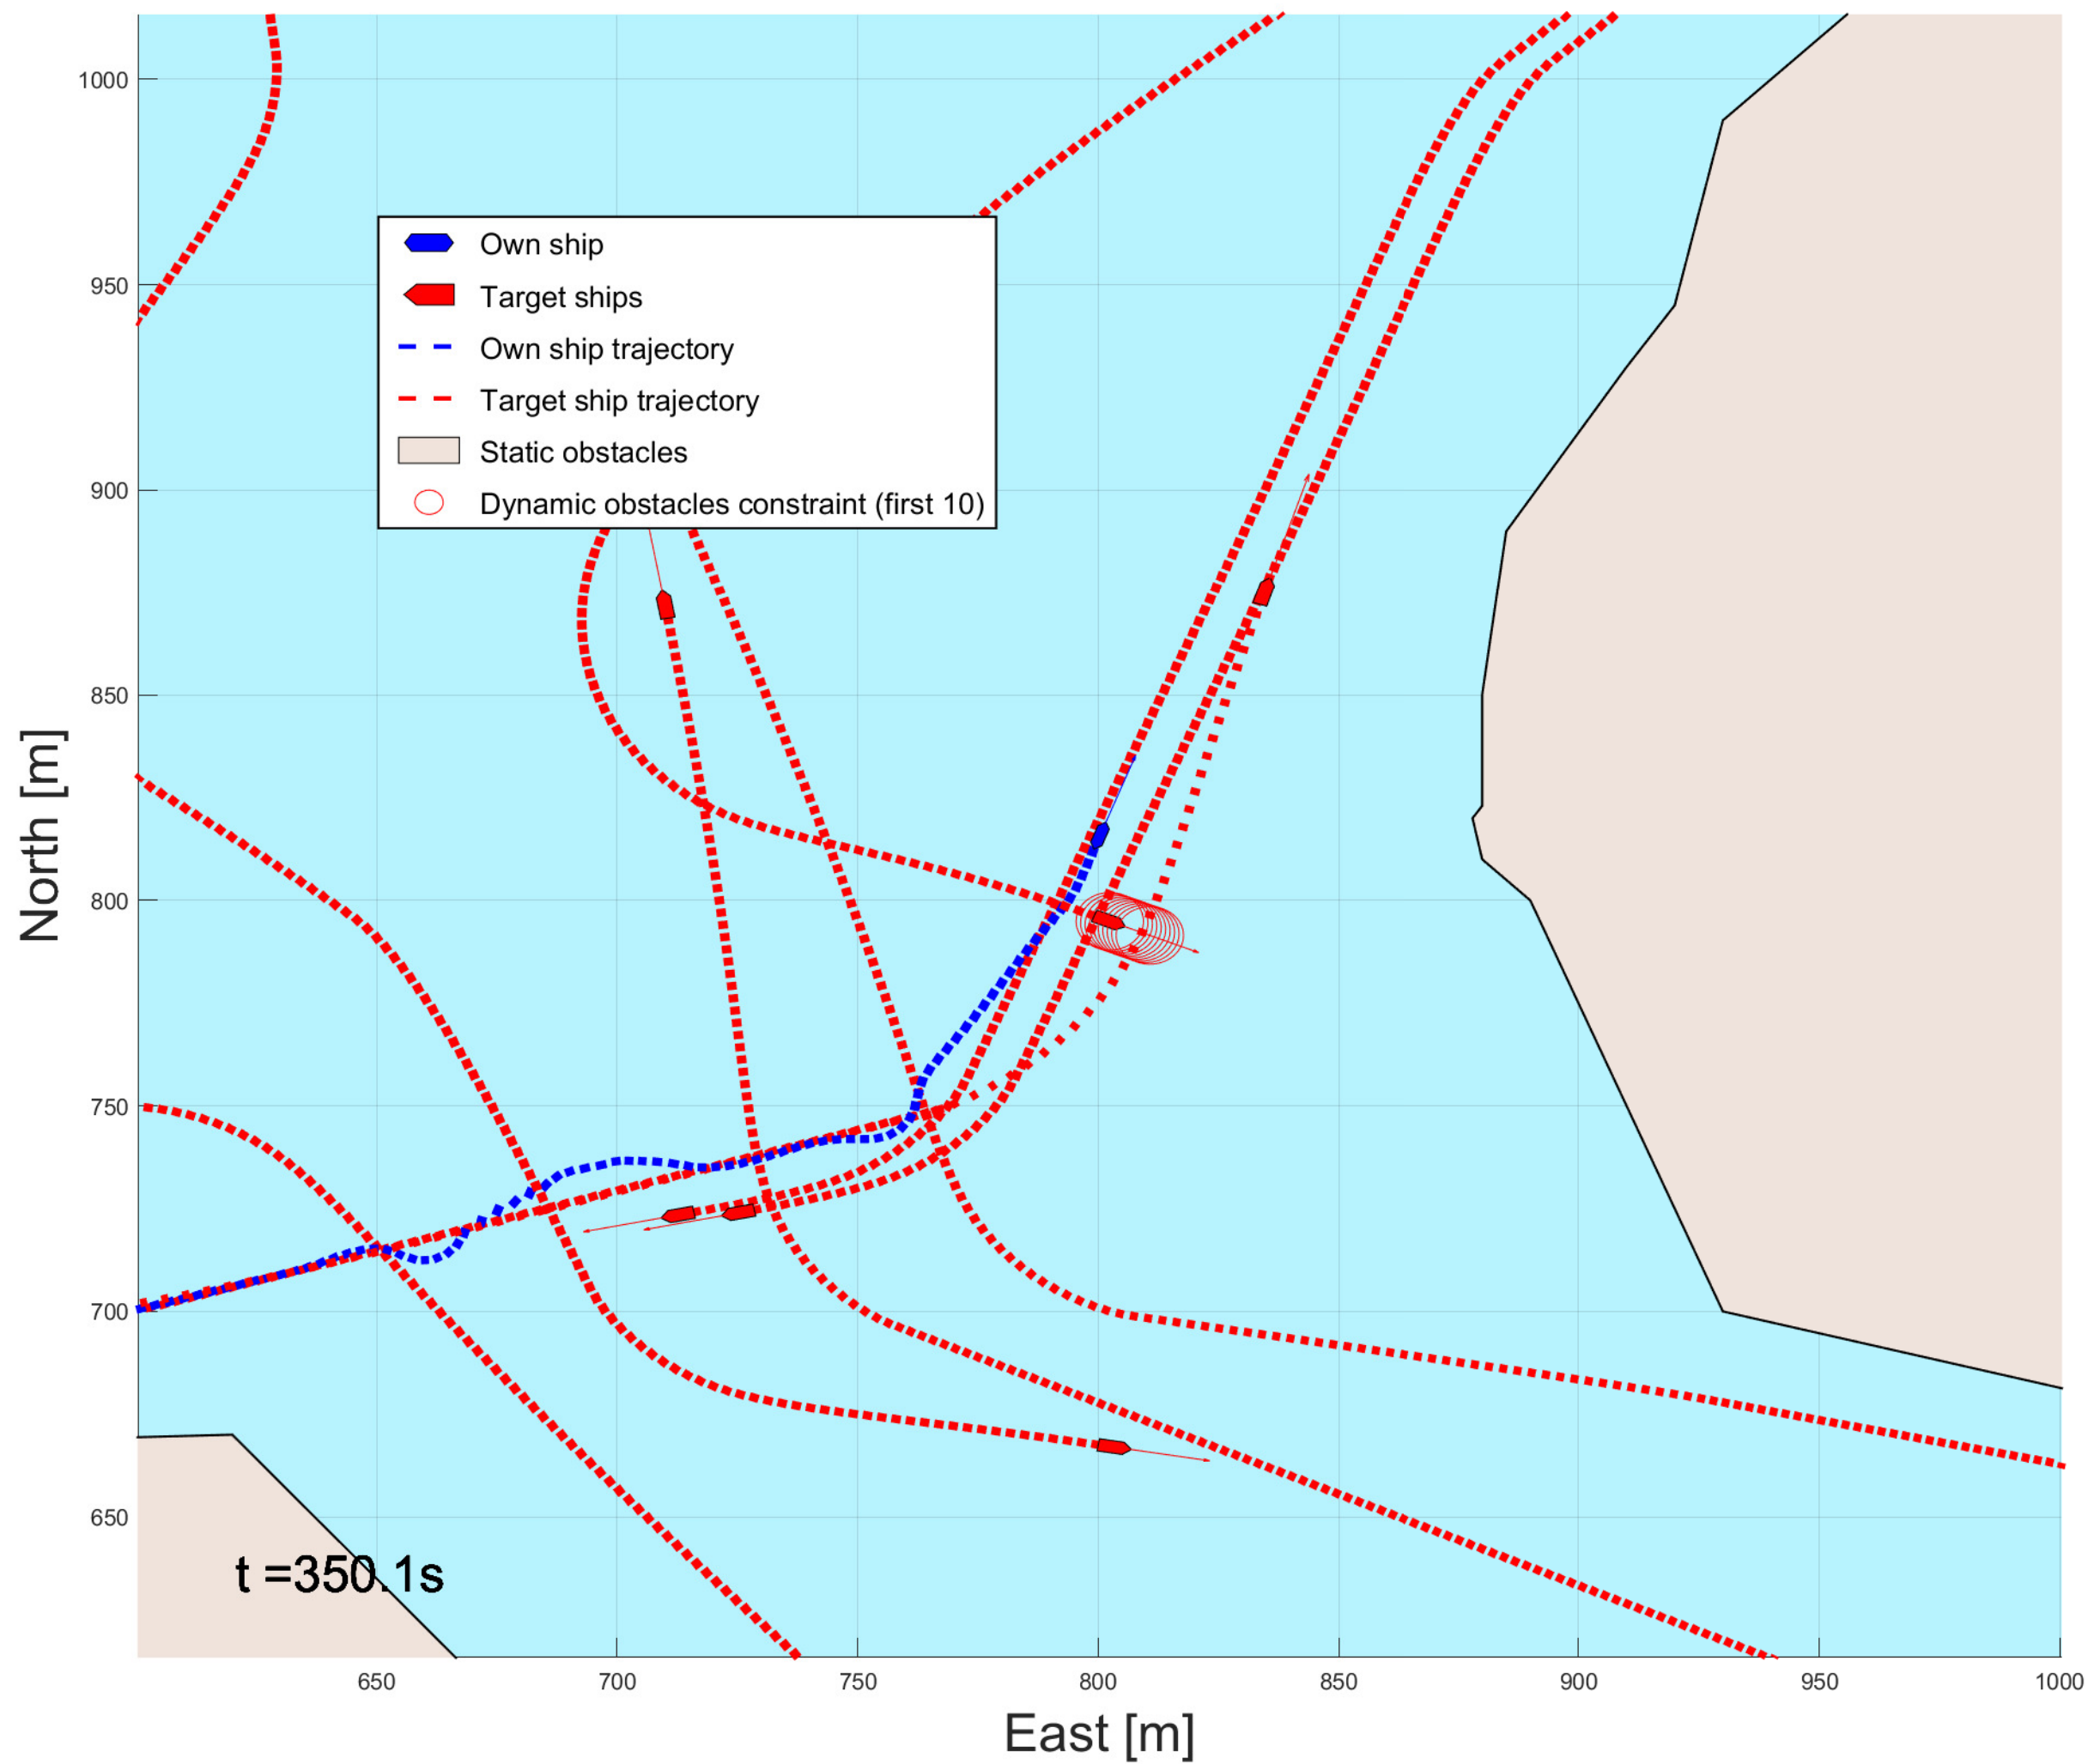 1000
950
900
850
800
750
700
650
North [m]
Own ship
Target ships
Own ship trajectory
Target ship trajectory
Static obstacles
Dynamic obstacles constraint (first 10)
t =350.1s
650
700
750
800
850
900
950
1000
East [m]